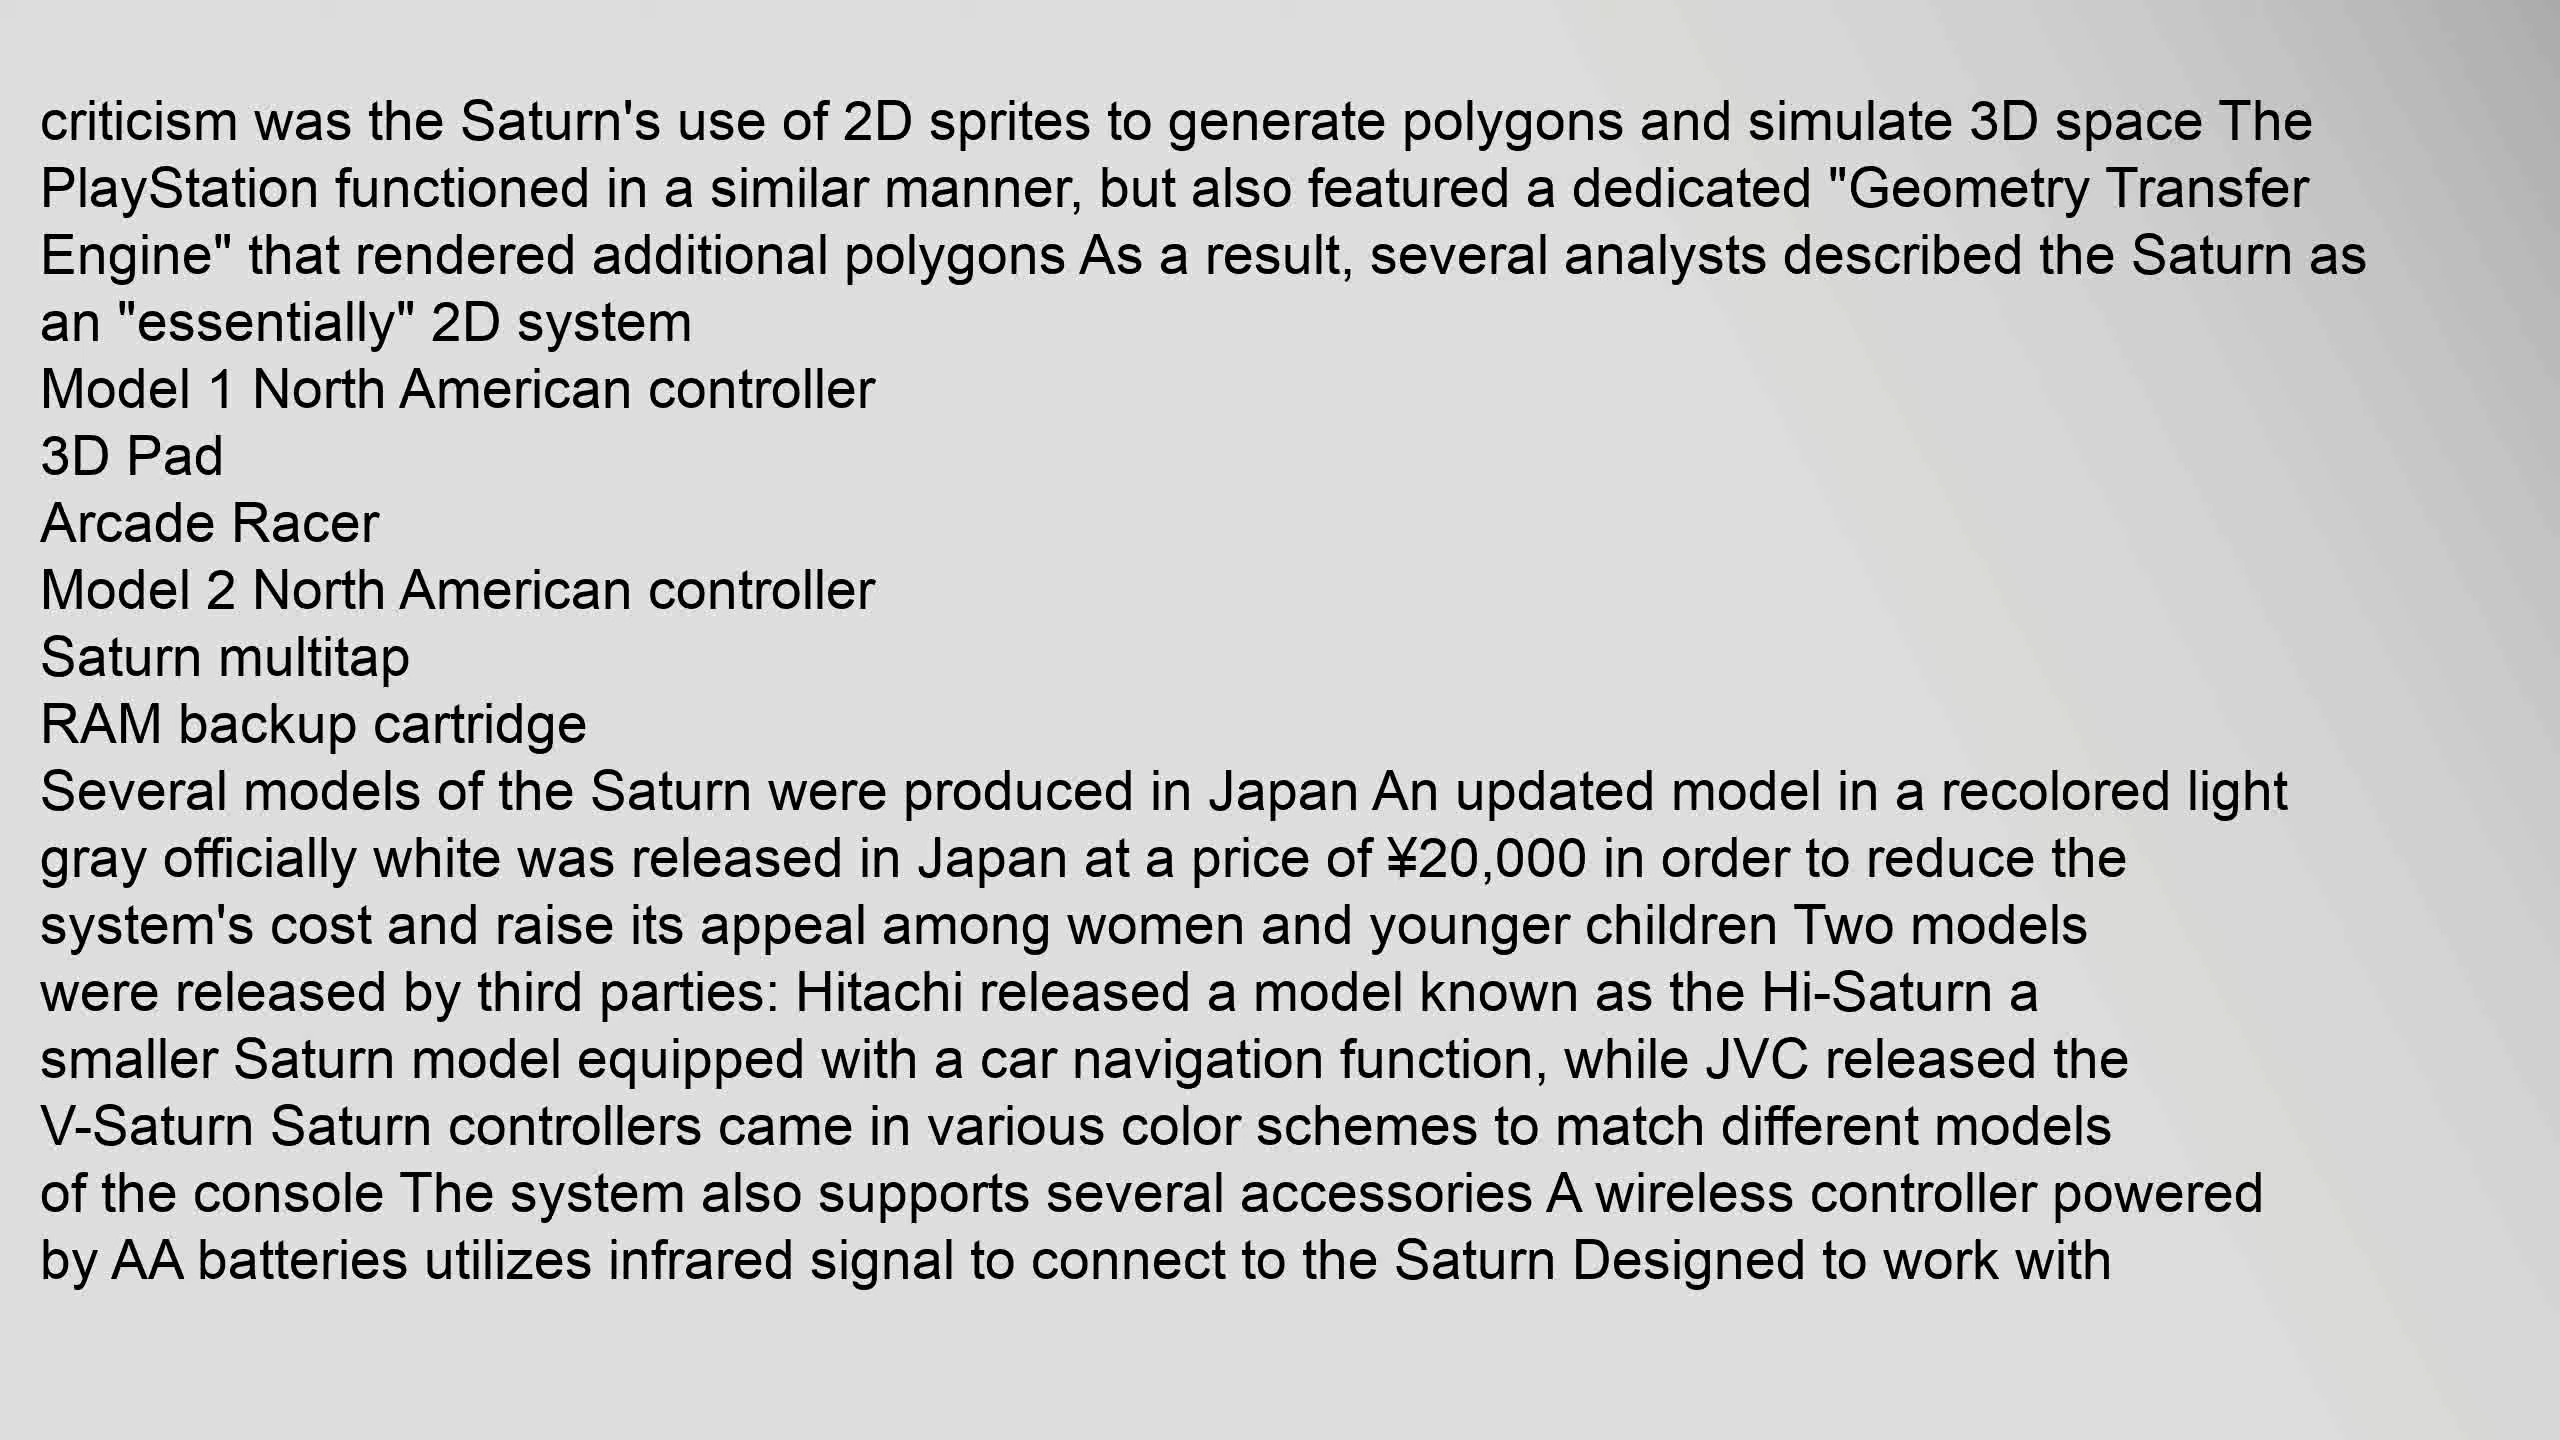 criticism was the Saturn's use of 2D sprites to generate polygons and simulate 3D space The
PlayStation functioned in a similar manner, but also featured a dedicated "Geometry Transfer
Engine" that rendered additional polygons As a result, several analysts described the Saturn as
an "essentially" 2D system
Model 1 North American controller
3D Pad
Arcade Racer
Model 2 North American controller
Saturn multitap
RAM backup cartridge
Several models of the Saturn were produced in Japan An updated model in a recolored light
gray officially white was released in Japan at a price of ¥20,000 in order to reduce the
system's cost and raise its appeal among women and younger children Two models
were released by third parties: Hitachi released a model known as the Hi-Saturn a
smaller Saturn model equipped with a car navigation function, while JVC released the
V-Saturn Saturn controllers came in various color schemes to match different models
of the console The system also supports several accessories A wireless controller powered
by AA batteries utilizes infrared signal to connect to the Saturn Designed to work with